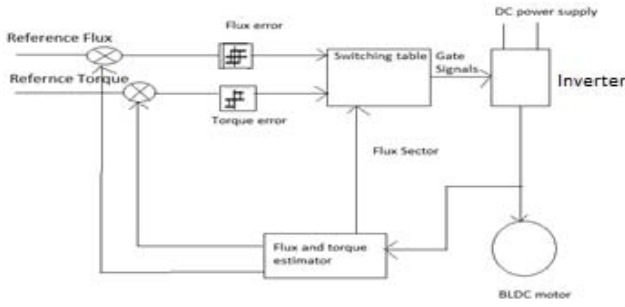 DC power supply
Flux error
Reference Flux
Switching table
Gate
Signals
Inverter
Refernce Torque
Torque error
Flux Sector
Flux and torque
estimator
BLDC motor